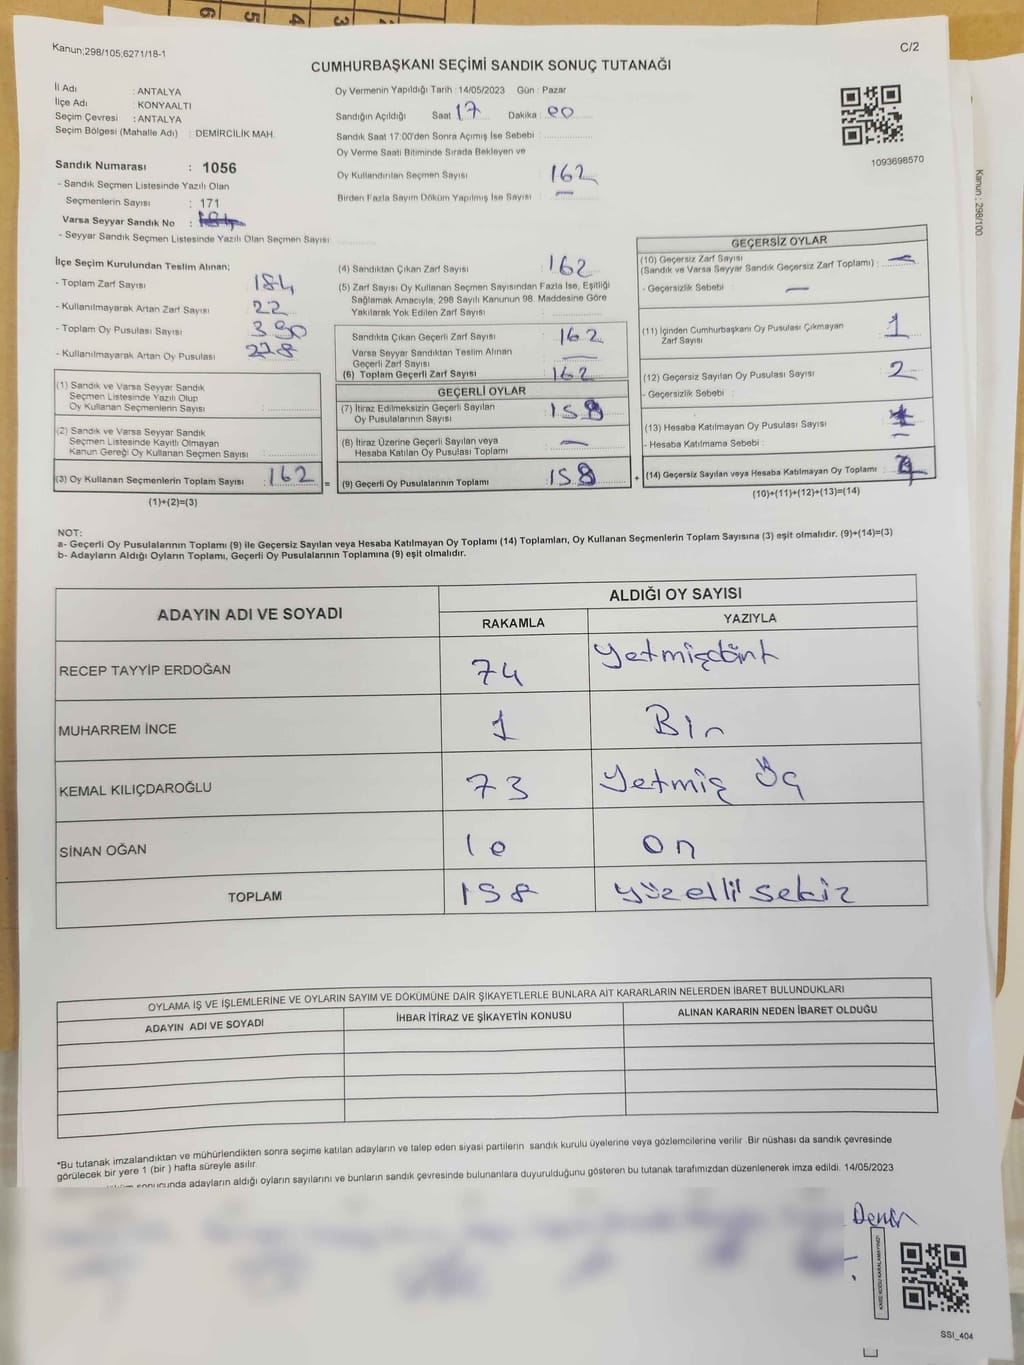 6 5 4 3
Kanun;298/105;6271/18-1
C/2
CUMHURBAŞKANI SEÇİMİ SANDIK SONUÇ TUTANAĞI
İl Adı : ANTALYA
İlçe Adı : KONYAALTI
Seçim Çevresi : ANTALYA
Seçim Bölgesi (Mahalle Adı) : DEMİRCİLİK MAH.
Oy Vermenin Yapıldığı Tarih : 14/05/2023 Gün : Pazar
Sandığın Açıldığı Saat 17 Dakika : 00
Sandık Saat 17:00'den Sonra Açımış İse Sebebi :
Oy Verme Saati Bitiminde Sırada Bekleyen ve
Oy Kullandırılan Seçmen Sayısı 162
Birden Fazla Sayım Döküm Yapılmış İse Sayısı : —
1093698570
Kanun : 298/100
Sandık Numarası : 1056
- Sandık Seçmen Listesinde Yazılı Olan
Seçmenlerin Sayısı : 171
Varsa Seyyar Sandık No : 184
- Seyyar Sandık Seçmen Listesinde Yazılı Olan Seçmen Sayısı:
İlçe Seçim Kurulundan Teslim Alınan;
- Toplam Zarf Sayısı 184
- Kullanılmayarak Artan Zarf Sayısı 22
- Toplam Oy Pusulası Sayısı 390
- Kullanılmayarak Artan Oy Pusulası 228
(1) Sandık ve Varsa Seyyar Sandık
Seçmen Listesinde Yazılı Olup
Oy Kullanan Seçmenlerin Sayısı :
(2) Sandık ve Varsa Seyyar Sandık
Seçmen Listesinde Kayıtlı Olmayan
Kanun Gereği Oy Kullanan Seçmen Sayısı :
(3) Oy Kullanan Seçmenlerin Toplam Sayısı : 162 =
(1)+(2)=(3)
(4) Sandıktan Çıkan Zarf Sayısı : 162
(5) Zarf Sayısı Oy Kullanan Seçmen Sayısından Fazla İse, Eşitliği
Sağlamak Amacıyla, 298 Sayılı Kanunun 98. Maddesine Göre
Yakılarak Yok Edilen Zarf Sayısı :
Sandıkta Çıkan Geçerli Zarf Sayısı : 162
Varsa Seyyar Sandıktan Teslim Alınan
Geçerli Zarf Sayısı : —
(6) Toplam Geçerli Zarf Sayısı : 162
GEÇERLİ OYLAR
(7) İtiraz Edilmeksizin Geçerli Sayılan
Oy Pusulalarının Sayısı : 158
(8) İtiraz Üzerine Geçerli Sayılan veya
Hesaba Katılan Oy Pusulası Toplamı : —
(9) Geçerli Oy Pusulalarının Toplamı : 158 +
GEÇERSİZ OYLAR
(10) Geçersiz Zarf Sayısı
(Sandık ve Varsa Seyyar Sandık Geçersiz Zarf Toplamı) : —
- Geçersizlik Sebebi : —
(11) İçinden Cumhurbaşkanı Oy Pusulası Çıkmayan
Zarf Sayısı : 1
(12) Geçersiz Sayılan Oy Pusulası Sayısı : 2
- Geçersizlik Sebebi :
(13) Hesaba Katılmayan Oy Pusulası Sayısı :
- Hesaba Katılmama Sebebi : —
(14) Geçersiz Sayılan veya Hesaba Katılmayan Oy Toplamı :
(10)+(11)+(12)+(13)=(14)
NOT:
a- Geçerli Oy Pusulalarının Toplamı (9) ile Geçersiz Sayılan veya Hesaba Katılmayan Oy Toplamı (14) Toplamları, Oy Kullanan Seçmenlerin Toplam Sayısına (3) eşit olmalıdır. (9)+(14)=(3)
b- Adayların Aldığı Oyların Toplamı, Geçerli Oy Pusulalarının Toplamına (9) eşit olmalıdır.
ADAYIN ADI VE SOYADI ALDIĞI OY SAYISI
RAKAMLA YAZIYLA
RECEP TAYYİP ERDOĞAN 74 Yetmişdört
MUHARREM İNCE 1 Bir
KEMAL KILIÇDAROĞLU 73 Yetmiş Üç
SİNAN OĞAN 10 On
TOPLAM 158 Yüzelli sekiz
OYLAMA İŞ VE İŞLEMLERİNE VE OYLARIN SAYIM VE DÖKÜMÜNE DAİR ŞİKAYETLERLE BUNLARA AİT KARARLARIN NELERDEN İBARET BULUNDUKLARI
ADAYIN ADI VE SOYADI İHBAR İTİRAZ VE ŞİKAYETİN KONUSU ALINAN KARARIN NEDEN İBARET OLDUĞU
*Bu tutanak imzalandıktan ve mühürlendikten sonra seçime katılan adayların ve talep eden siyasi partilerin sandık kurulu üyelerine veya gözlemcilerine verilir .Bir nüshası da sandık çevresinde
görülecek bir yere 1 (bir ) hafta süreyle asılır.
sonucunda adayların aldığı oyların sayılarını ve bunların sandık çevresinde bulunanlara duyurulduğunu gösteren bu tutanak tarafımızdan düzenlenerek imza edildi. 14/05/2023
KARE KODU KARALAMAYINIZ!
SSI_404